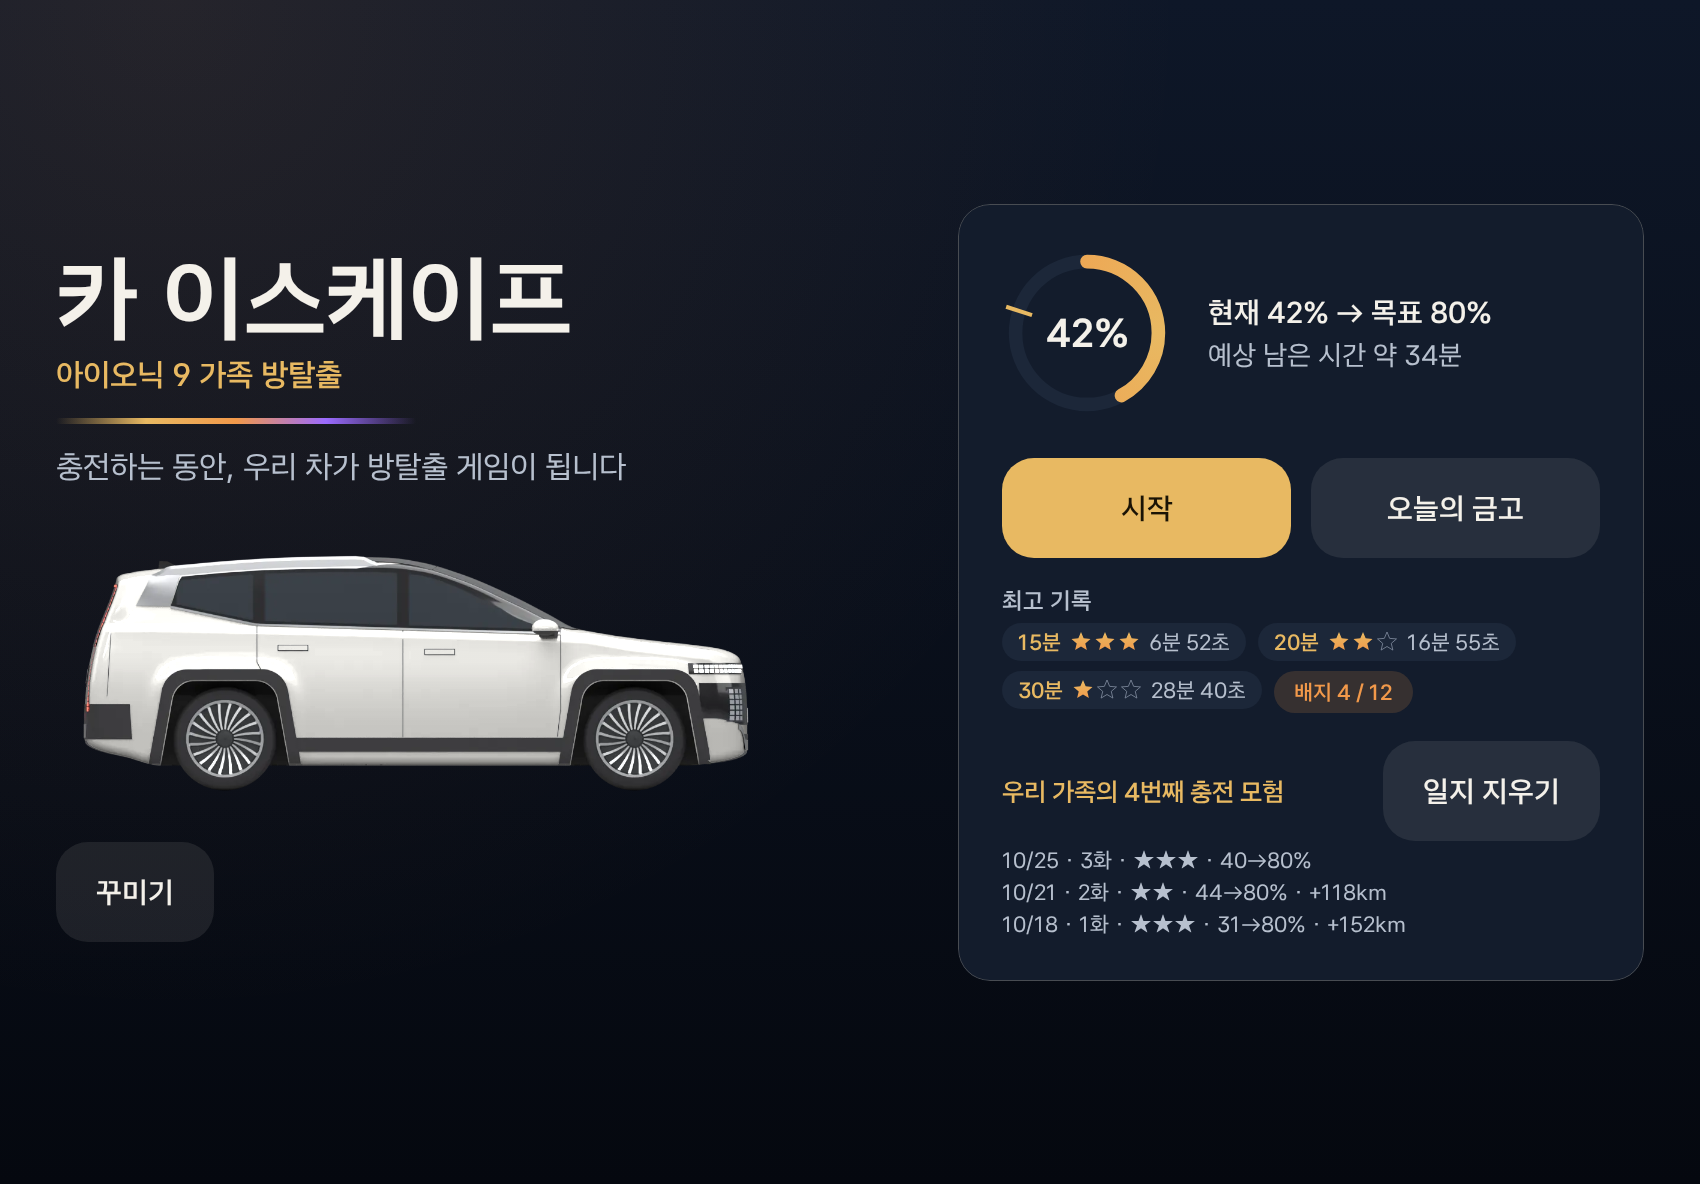 카 이스케이프
아이오닉 9 가족 방탈출
충전하는 동안, 우리 차가 방탈출 게임이 됩니다
꾸미기
42%
현재 42% → 목표 80%
예상 남은 시간 약 34분
시작
오늘의 금고
최고 기록
15분 ★★★ 6분 52초
20분 ★★☆ 16분 55초
30분 ★☆☆ 28분 40초
배지 4 / 12
우리 가족의 4번째 충전 모험
일지 지우기
10/25 · 3화 · ★★★ · 40→80%
10/21 · 2화 · ★★ · 44→80% · +118km
10/18 · 1화 · ★★★ · 31→80% · +152km